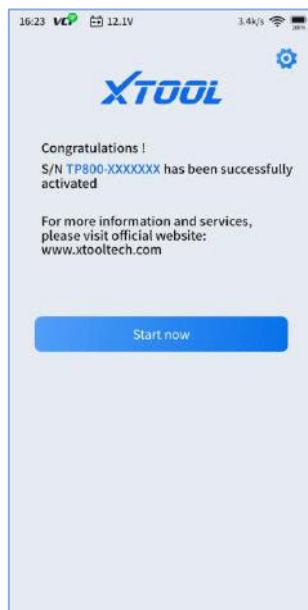 16:23 VCI 12.1V 3.4k/s
XTOOL
Congratulations !
S/N TP800-XXXXXXX has been successfully
activated
For more information and services,
please visit official website:
www.xtooltech.com
Start now